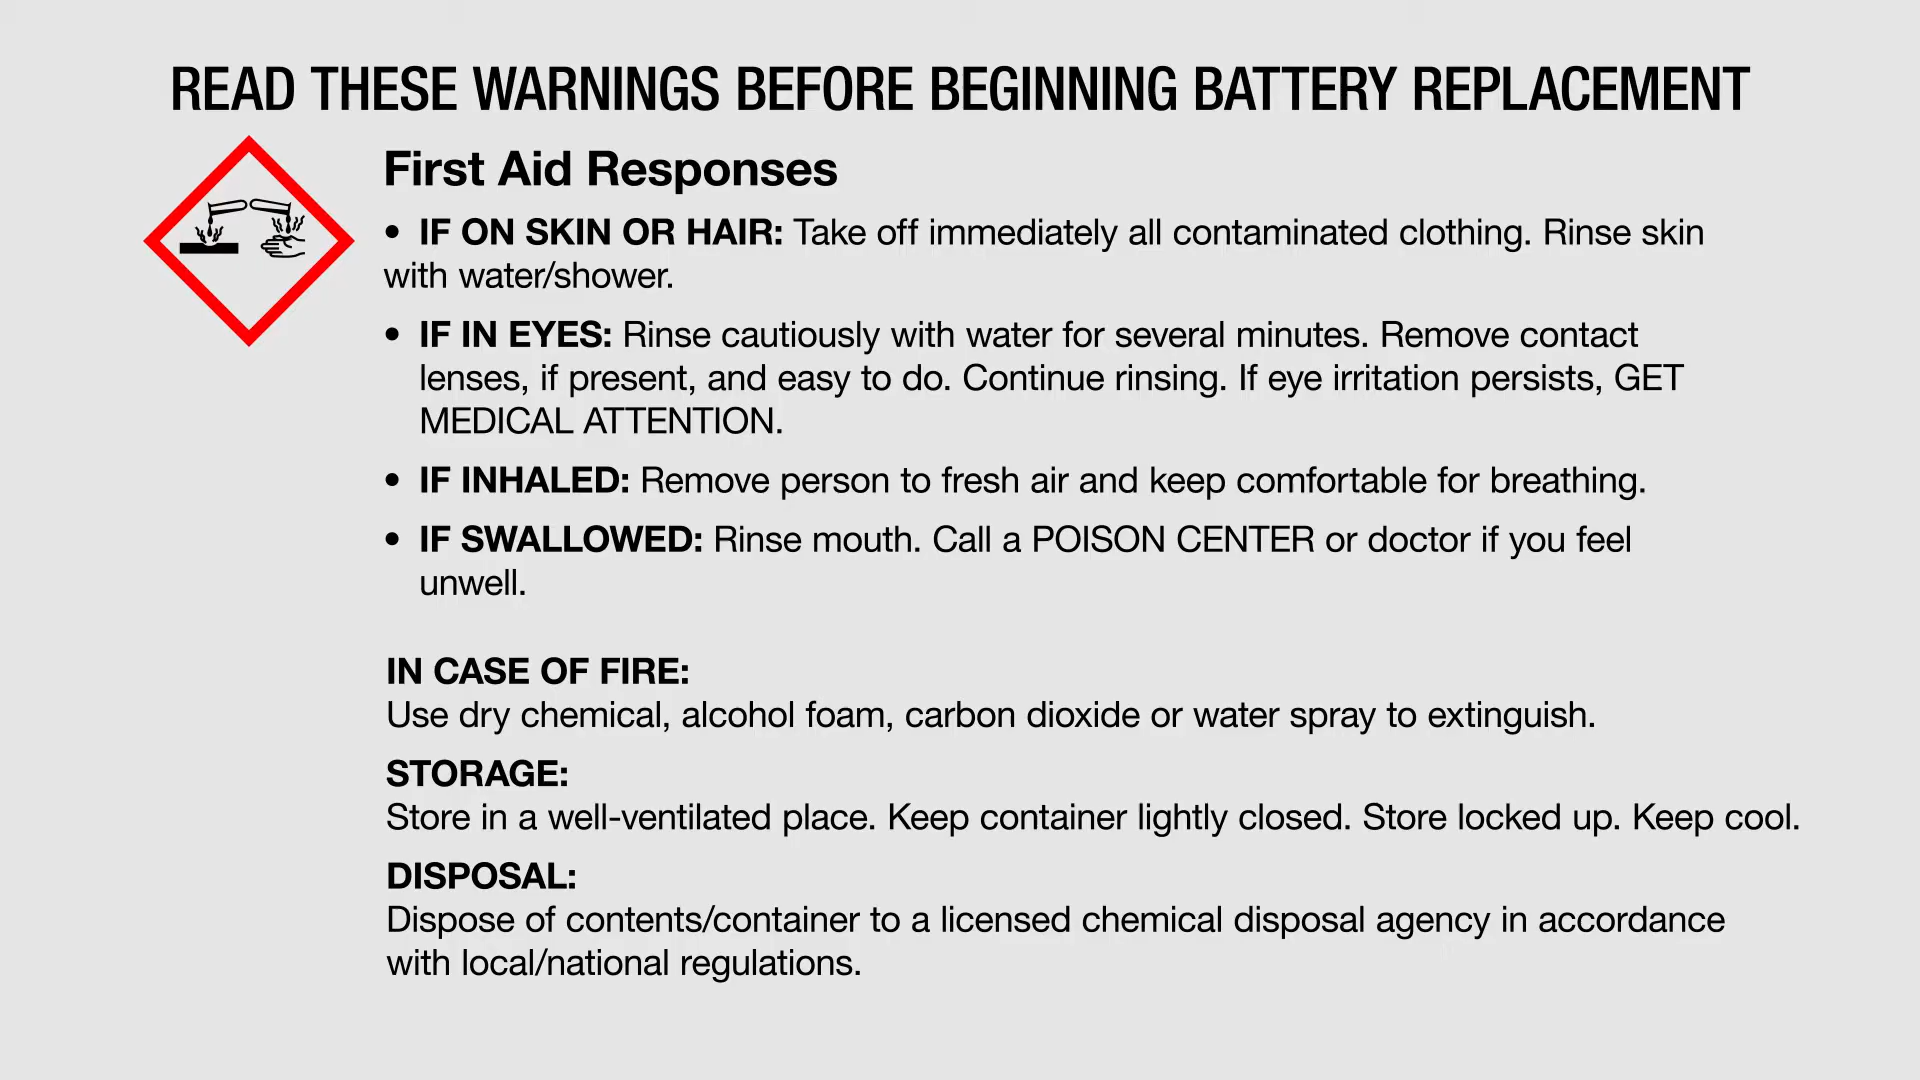 READ THESE WARNINGS BEFORE BEGINNING BATTERY REPLACEMENT
First Aid Responses
• IF ON SKIN OR HAIR: Take off immediately all contaminated clothing. Rinse skin
with water/shower.
• IF IN EYES: Rinse cautiously with water for several minutes. Remove contact
lenses, if present, and easy to do. Continue rinsing. If eye irritation persists, GET
MEDICAL ATTENTION.
• IF INHALED: Remove person to fresh air and keep comfortable for breathing.
• IF SWALLOWED: Rinse mouth. Call a POISON CENTER or doctor if you feel
unwell.
IN CASE OF FIRE:
Use dry chemical, alcohol foam, carbon dioxide or water spray to extinguish.
STORAGE:
Store in a well-ventilated place. Keep container lightly closed. Store locked up. Keep cool.
DISPOSAL:
Dispose of contents/container to a licensed chemical disposal agency in accordance
with local/national regulations.